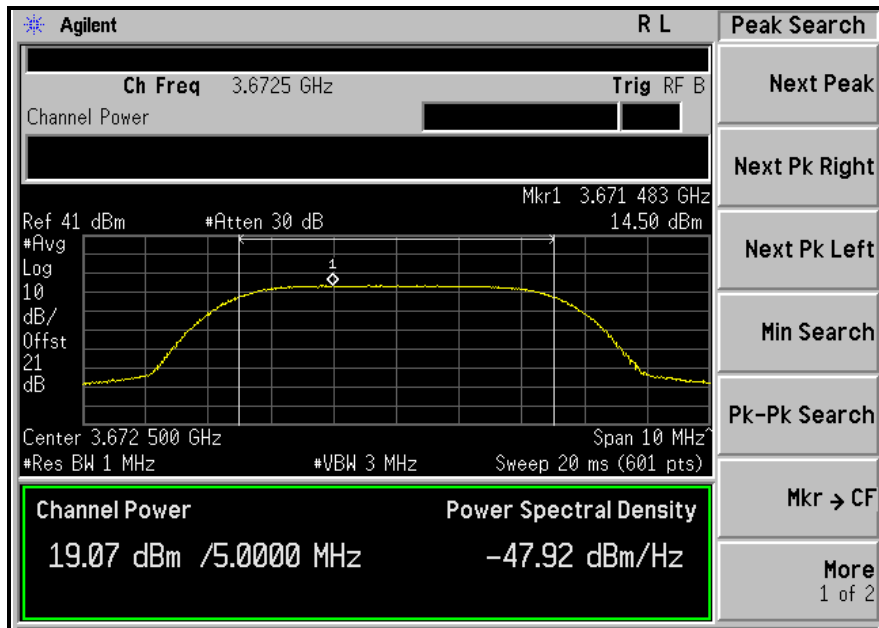 Agilent R L Peak Search
Ch Freq 3.6725 GHz Trig RF B
Channel Power
Mkr1 3.671 483 GHz
Ref 41 dBm #Atten 30 dB 14.50 dBm
#Avg
Log
10
dB/
Offst
21
dB
1
Center 3.672 500 GHz Span 10 MHz^
#Res BW 1 MHz #VBW 3 MHz Sweep 20 ms (601 pts)
Channel Power Power Spectral Density
19.07 dBm /5.0000 MHz -47.92 dBm/Hz
Next Peak
Next Pk Right
Next Pk Left
Min Search
Pk-Pk Search
Mkr → CF
More
1 of 2